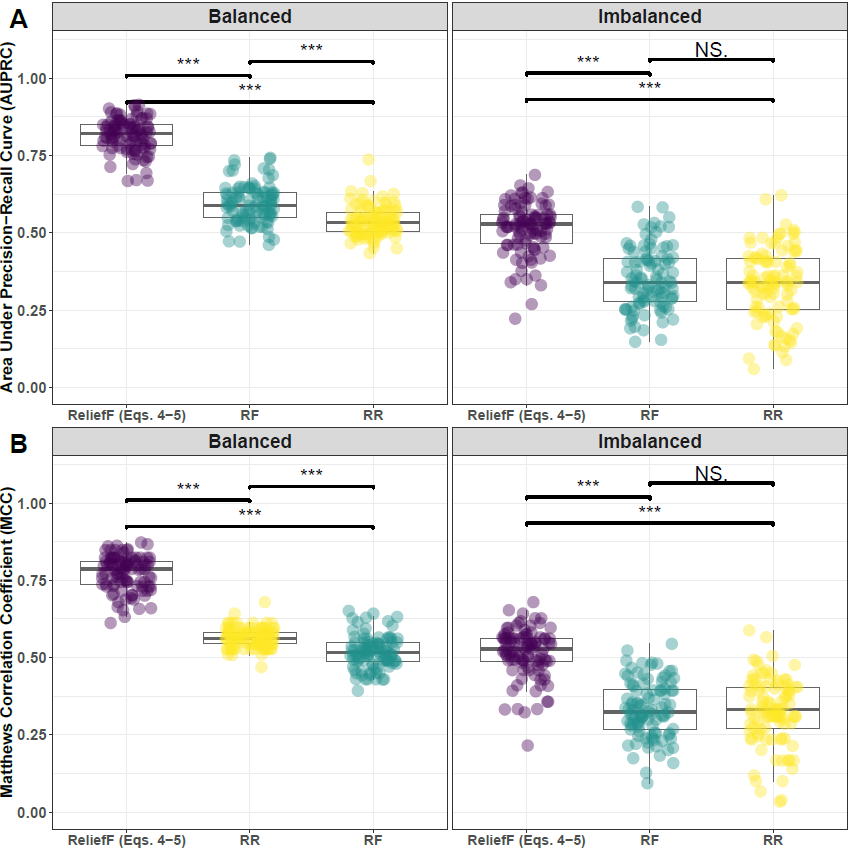 A
Balanced
Imbalanced
Area Under Precision−Recall Curve (AUPRC)
1.00
0.75
0.50
0.25
0.00
***
***
***
***
NS.
***
ReliefF (Eqs. 4−5)
RF
RR
ReliefF (Eqs. 4−5)
RF
RR
B
Balanced
Imbalanced
Matthews Correlation Coefficient (MCC)
1.00
0.75
0.50
0.25
0.00
***
***
***
***
NS.
***
ReliefF (Eqs. 4−5)
RR
RF
ReliefF (Eqs. 4−5)
RF
RR